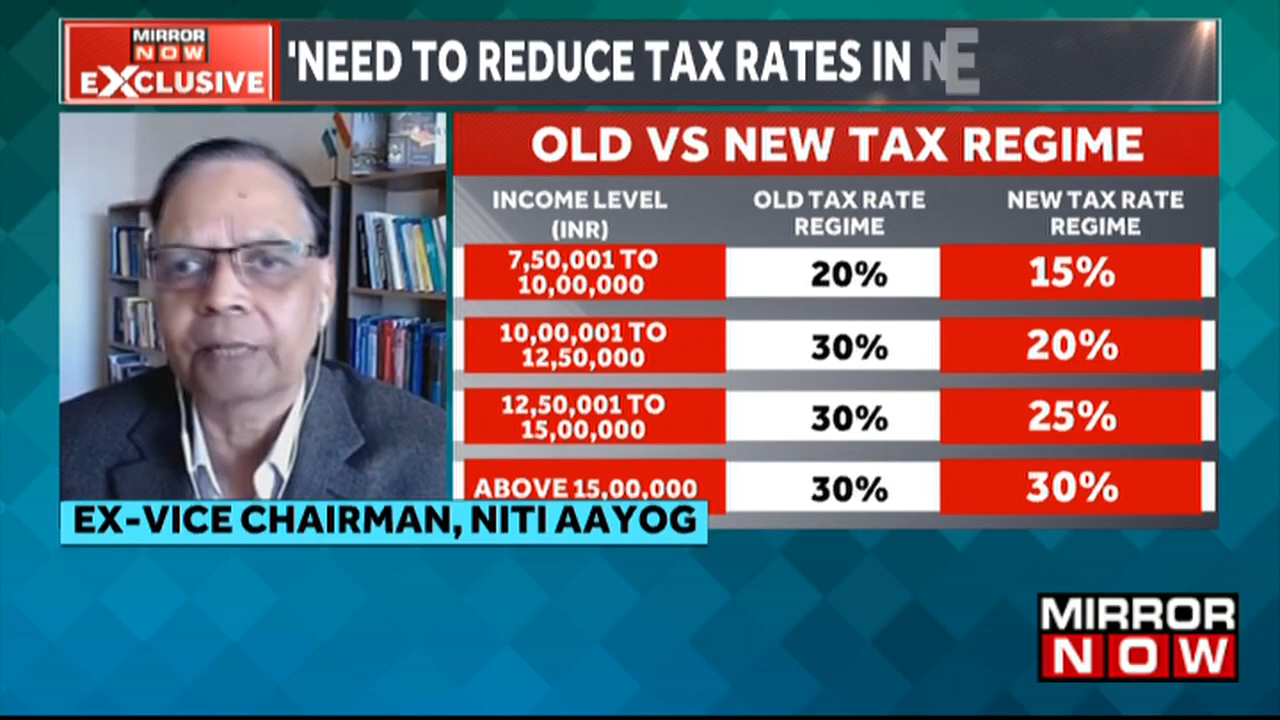 MIRROR
NOW
EXCLUSIVE
'NEED TO REDUCE TAX RATES IN NE
OLD VS NEW TAX REGIME
INCOME LEVEL
(INR)
OLD TAX RATE
REGIME
NEW TAX RATE
REGIME
7,50,001 TO
10,00,000
20%
15%
10,00,001 TO
12,50,000
30%
20%
12,50,001 TO
15,00,000
30%
25%
ABOVE 15,00,000
30%
30%
EX-VICE CHAIRMAN, NITI AAYOG
MIRROR
NOW